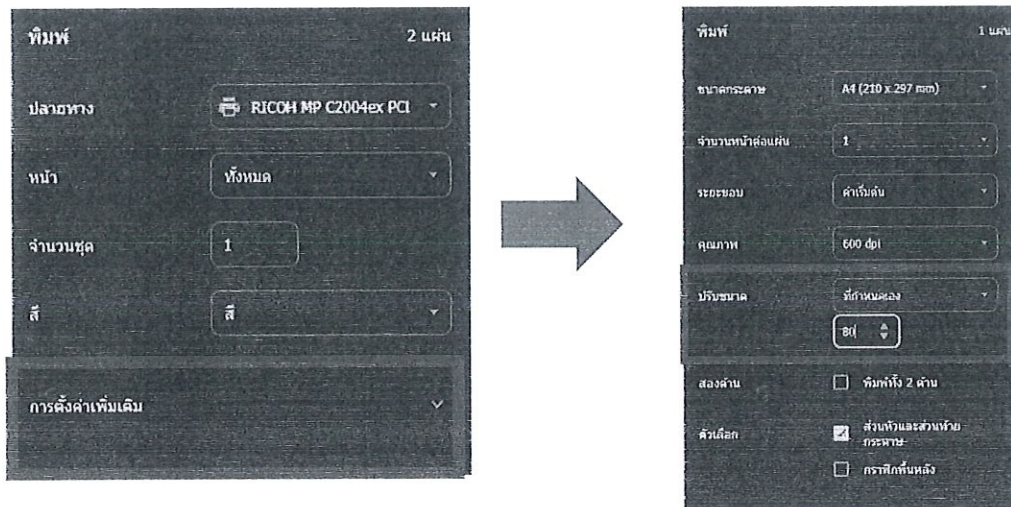 พิมพ์ 2 แผ่น
ปลายทาง RICOH MP C2004ex PCL
หน้า ทั้งหมด
จำนวนชุด 1
สี สี
การตั้งค่าเพิ่มเติม
พิมพ์ 1 แผ่น
ขนาดกระดาษ A4 (210 x 297 mm)
จำนวนหน้าต่อแผ่น 1
ระยะขอบ ค่าเริ่มต้น
คุณภาพ 600 dpi
ปรับขนาด ที่กำหนดเอง
80
สองด้าน พิมพ์ทั้ง 2 ด้าน
ตัวเลือก ส่วนหัวและส่วนท้าย
กระดาษ
กราฟิกพื้นหลัง